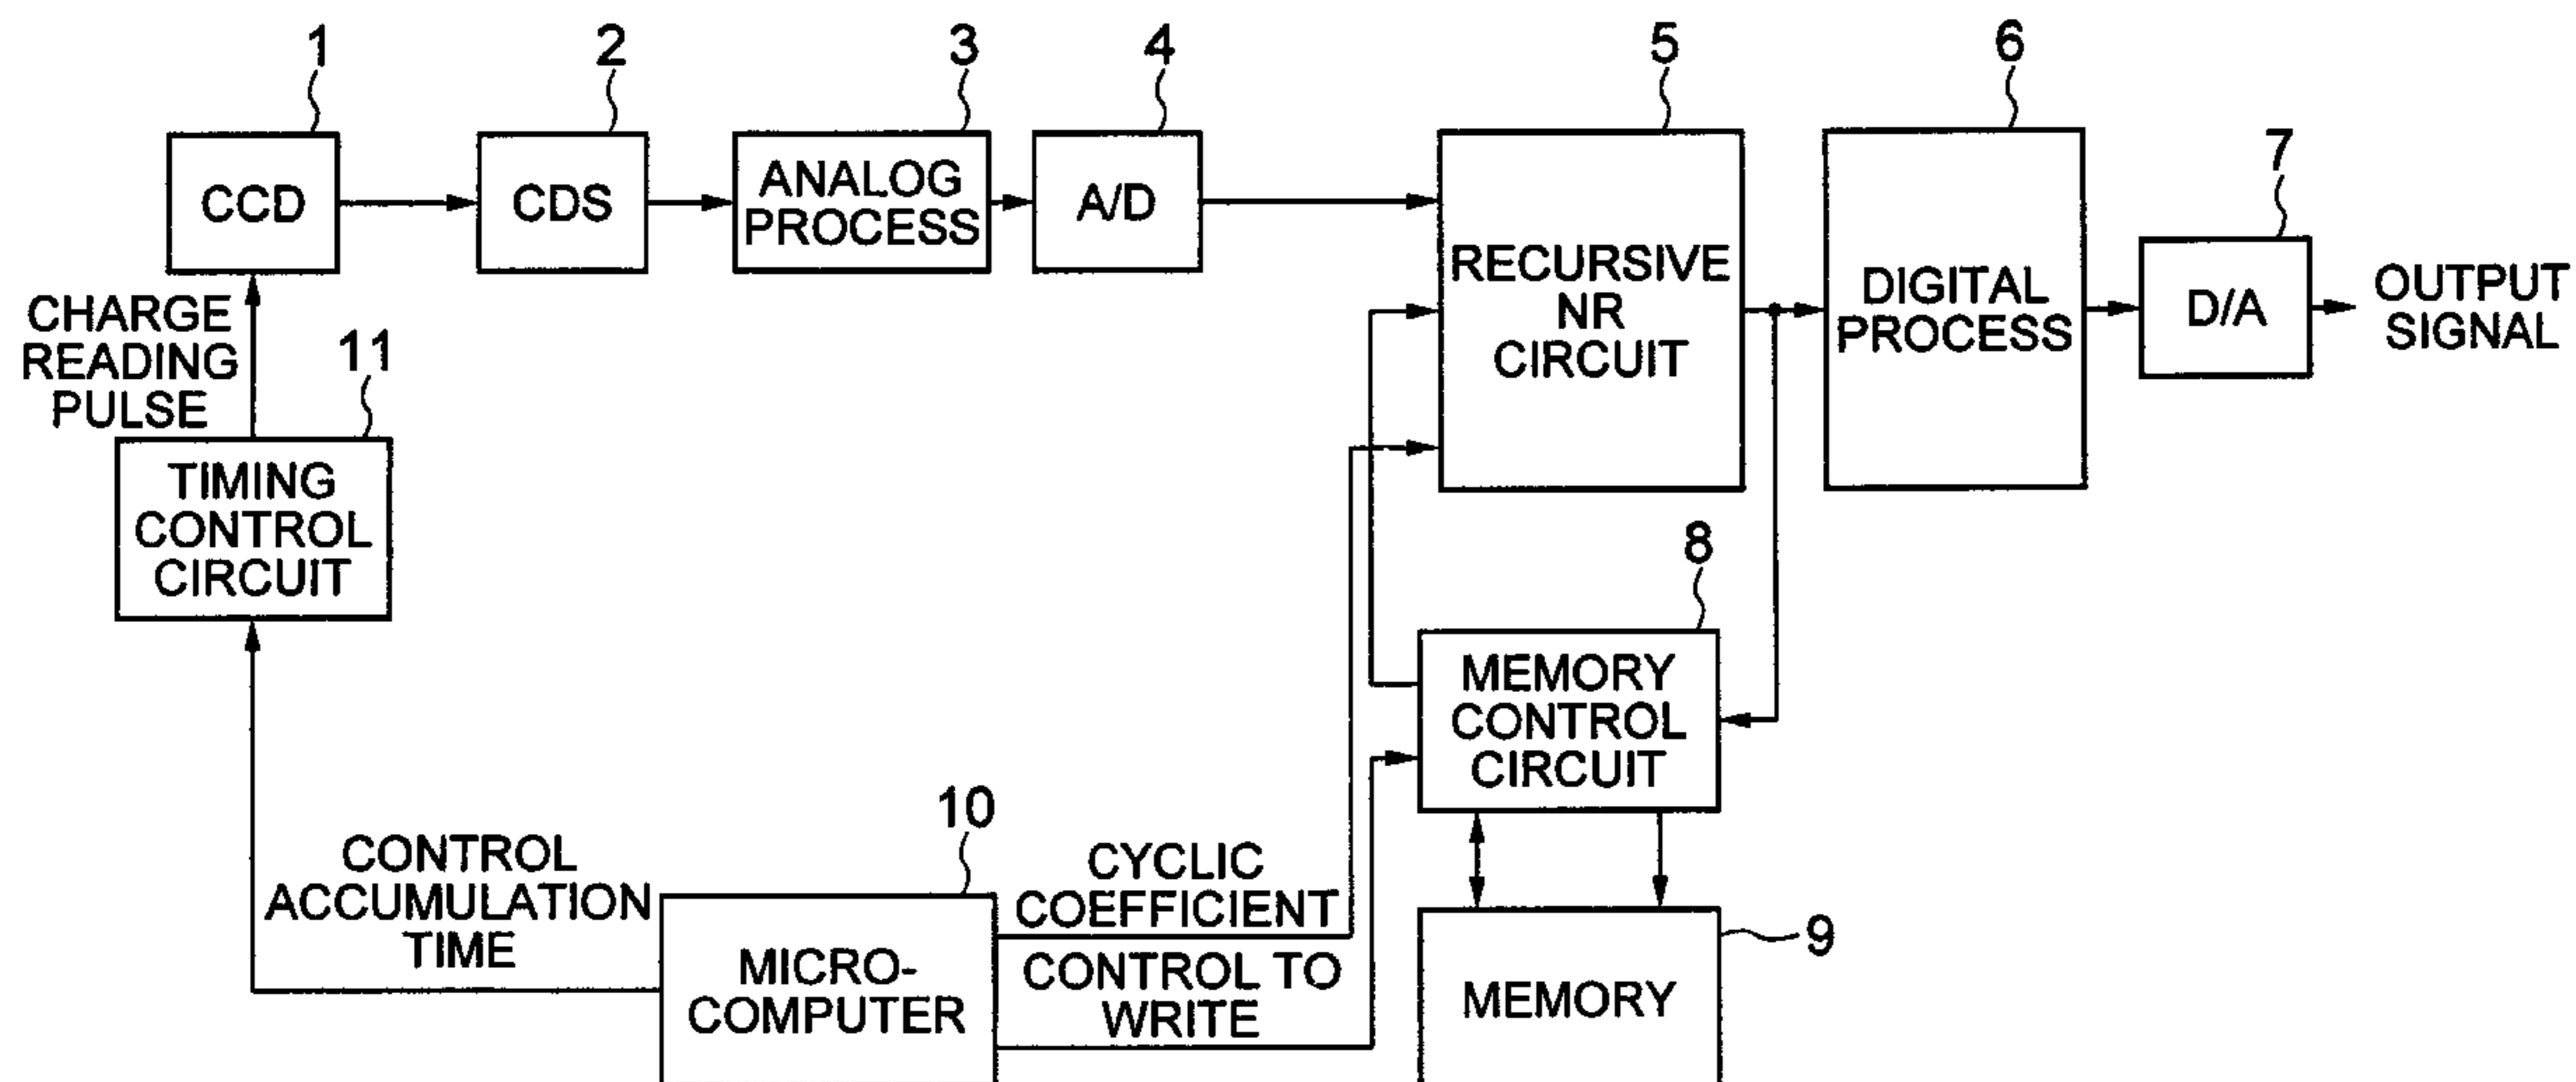 1
2
3
4
5
6
7
CCD
CDS
ANALOG
PROCESS
A/D
RECURSIVE
NR
CIRCUIT
DIGITAL
PROCESS
D/A
OUTPUT
SIGNAL
CHARGE
READING
PULSE
11
TIMING
CONTROL
CIRCUIT
8
MEMORY
CONTROL
CIRCUIT
10
CONTROL
ACCUMULATION
TIME
MICRO-
COMPUTER
CYCLIC
COEFFICIENT
CONTROL TO
WRITE
9
MEMORY